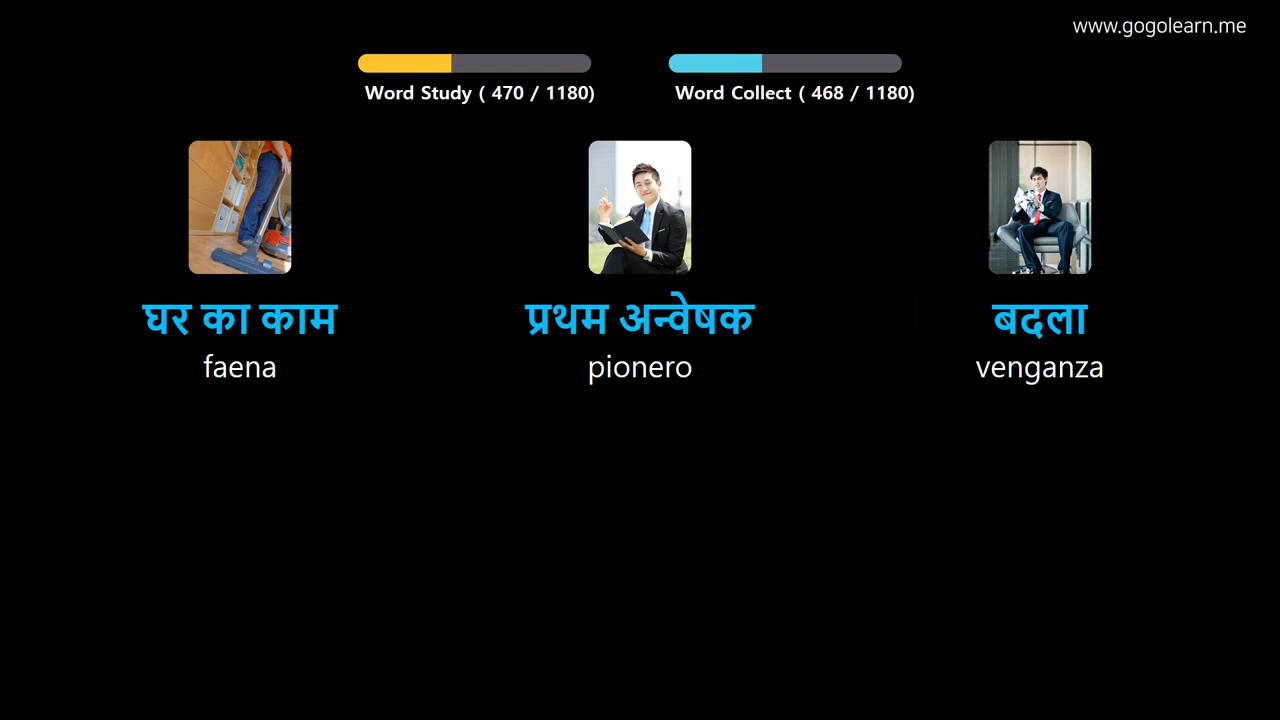 www.gogolearn.me
Word Study ( 470 / 1180)
Word Collect ( 468 / 1180)
घर का काम
faena
प्रथम अन्वेषक
pionero
बदला
venganza